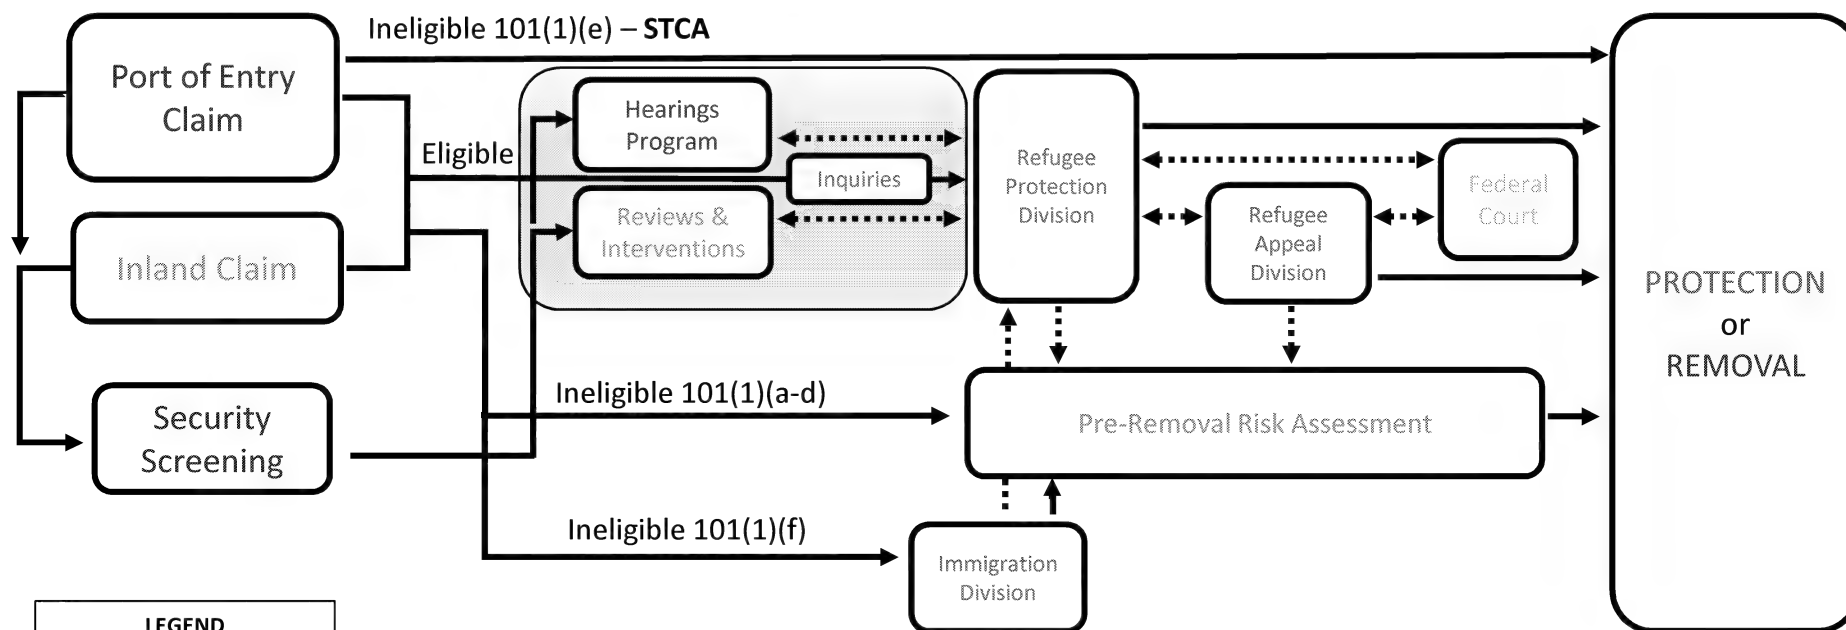 Ineligible 101(1)(e) – STCA
Port of Entry
Claim
Hearings
Program
Eligible
Inquiries
Reviews &
Interventions
Refugee
Protection
Division
Federal
Court
Refugee
Appeal
Division
Inland Claim
PROTECTION
or
REMOVAL
Security
Screening
Ineligible 101(1)(a-d)
Pre-Removal Risk Assessment
Ineligible 101(1)(f)
Immigration
Division
LEGEND